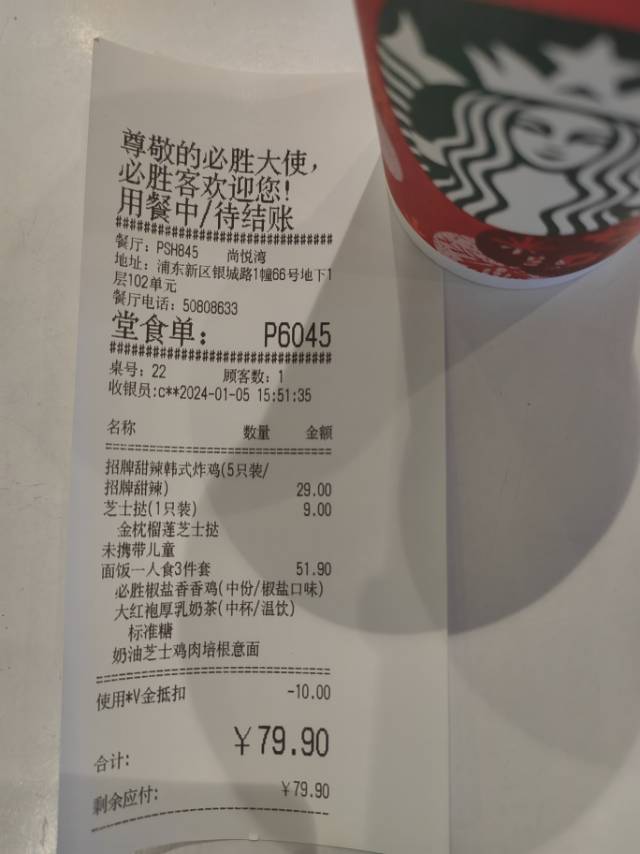 尊敬的必胜大使，
必胜客欢迎您!
用餐中/待结账
##################################
餐厅：PSH845 尚悦湾
地址：浦东新区银城路1幢66号地下1
层102单元
餐厅电话：50808633
堂食单： P6045
##################################
桌号：22 顾客数：1
收银员:c**2024-01-05 15:51:35
名称 数量 金额
==================================
招牌甜辣韩式炸鸡(5只装/
招牌甜辣) 29.00
芝士挞(1只装) 9.00
金枕榴莲芝士挞
未携带儿童
面饭一人食3件套 51.90
必胜椒盐香香鸡(中份/椒盐口味)
大红袍厚乳奶茶(中杯/温饮)
标准糖
奶油芝士鸡肉培根意面
==================================
使用*V金抵扣 -10.00
￥79.90
合计:
剩余应付: ￥79.90
----------------------------------